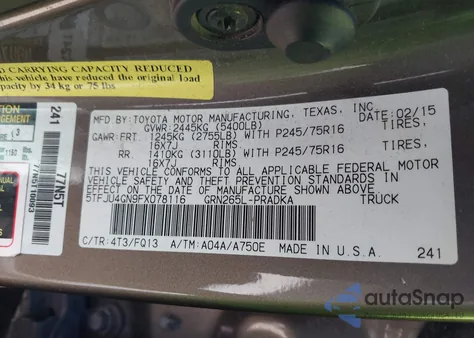 D CARRYING CAPACITY REDUCED
this vehicle have reduced the original load
apacity by 34 kg or 75 lbs
MFD. BY: TOYOTA MOTOR MANUFACTURING, TEXAS, INC. 02/15
GVWR: 2445KG (5400LB)
GAWR: FRT. 1245KG (2755LB) WITH P245/75R16 TIRES,
16X7J RIMS
RR. 1410KG (3110LB) WITH P245/75R16 TIRES,
16X7J RIMS
THIS VEHICLE CONFORMS TO ALL APPLICABLE FEDERAL MOTOR
VEHICLE SAFETY AND THEFT PREVENTION STANDARDS IN
EFFECT ON THE DATE OF MANUFACTURE SHOWN ABOVE.
5TFJU4GN9FX078116 GRN265L-PRADKA TRUCK
C/TR: 4T3/FQ13 A/TM: A04A/A750E MADE IN U.S.A. 241
241
77N5T
autoSnap